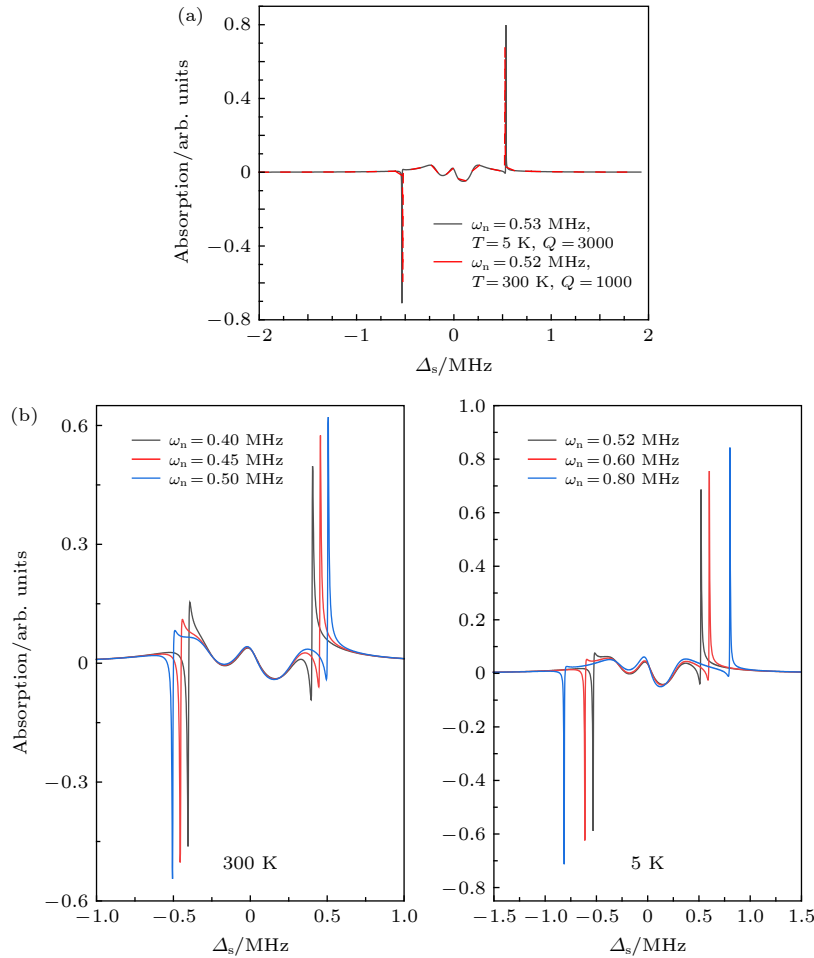 (a)
0.8
0.4
0
−0.4
−0.8
Absorption/arb. units
ωn=0.53 MHz,
T=5 K, Q=3000
ωn=0.52 MHz,
T=300 K, Q=1000
−2
−1
0
1
2
Δs/MHz
(b)
0.6
0.3
0
−0.3
−0.6
Absorption/arb. units
ωn=0.40 MHz
ωn=0.45 MHz
ωn=0.50 MHz
300 K
−1.0
−0.5
0
0.5
1.0
Δs/MHz
1.0
0.8
0.6
0.4
0.2
0
−0.2
−0.4
−0.6
−0.8
ωn=0.52 MHz
ωn=0.60 MHz
ωn=0.80 MHz
5 K
−1.5
−1.0
−0.5
0
0.5
1.0
1.5
Δs/MHz